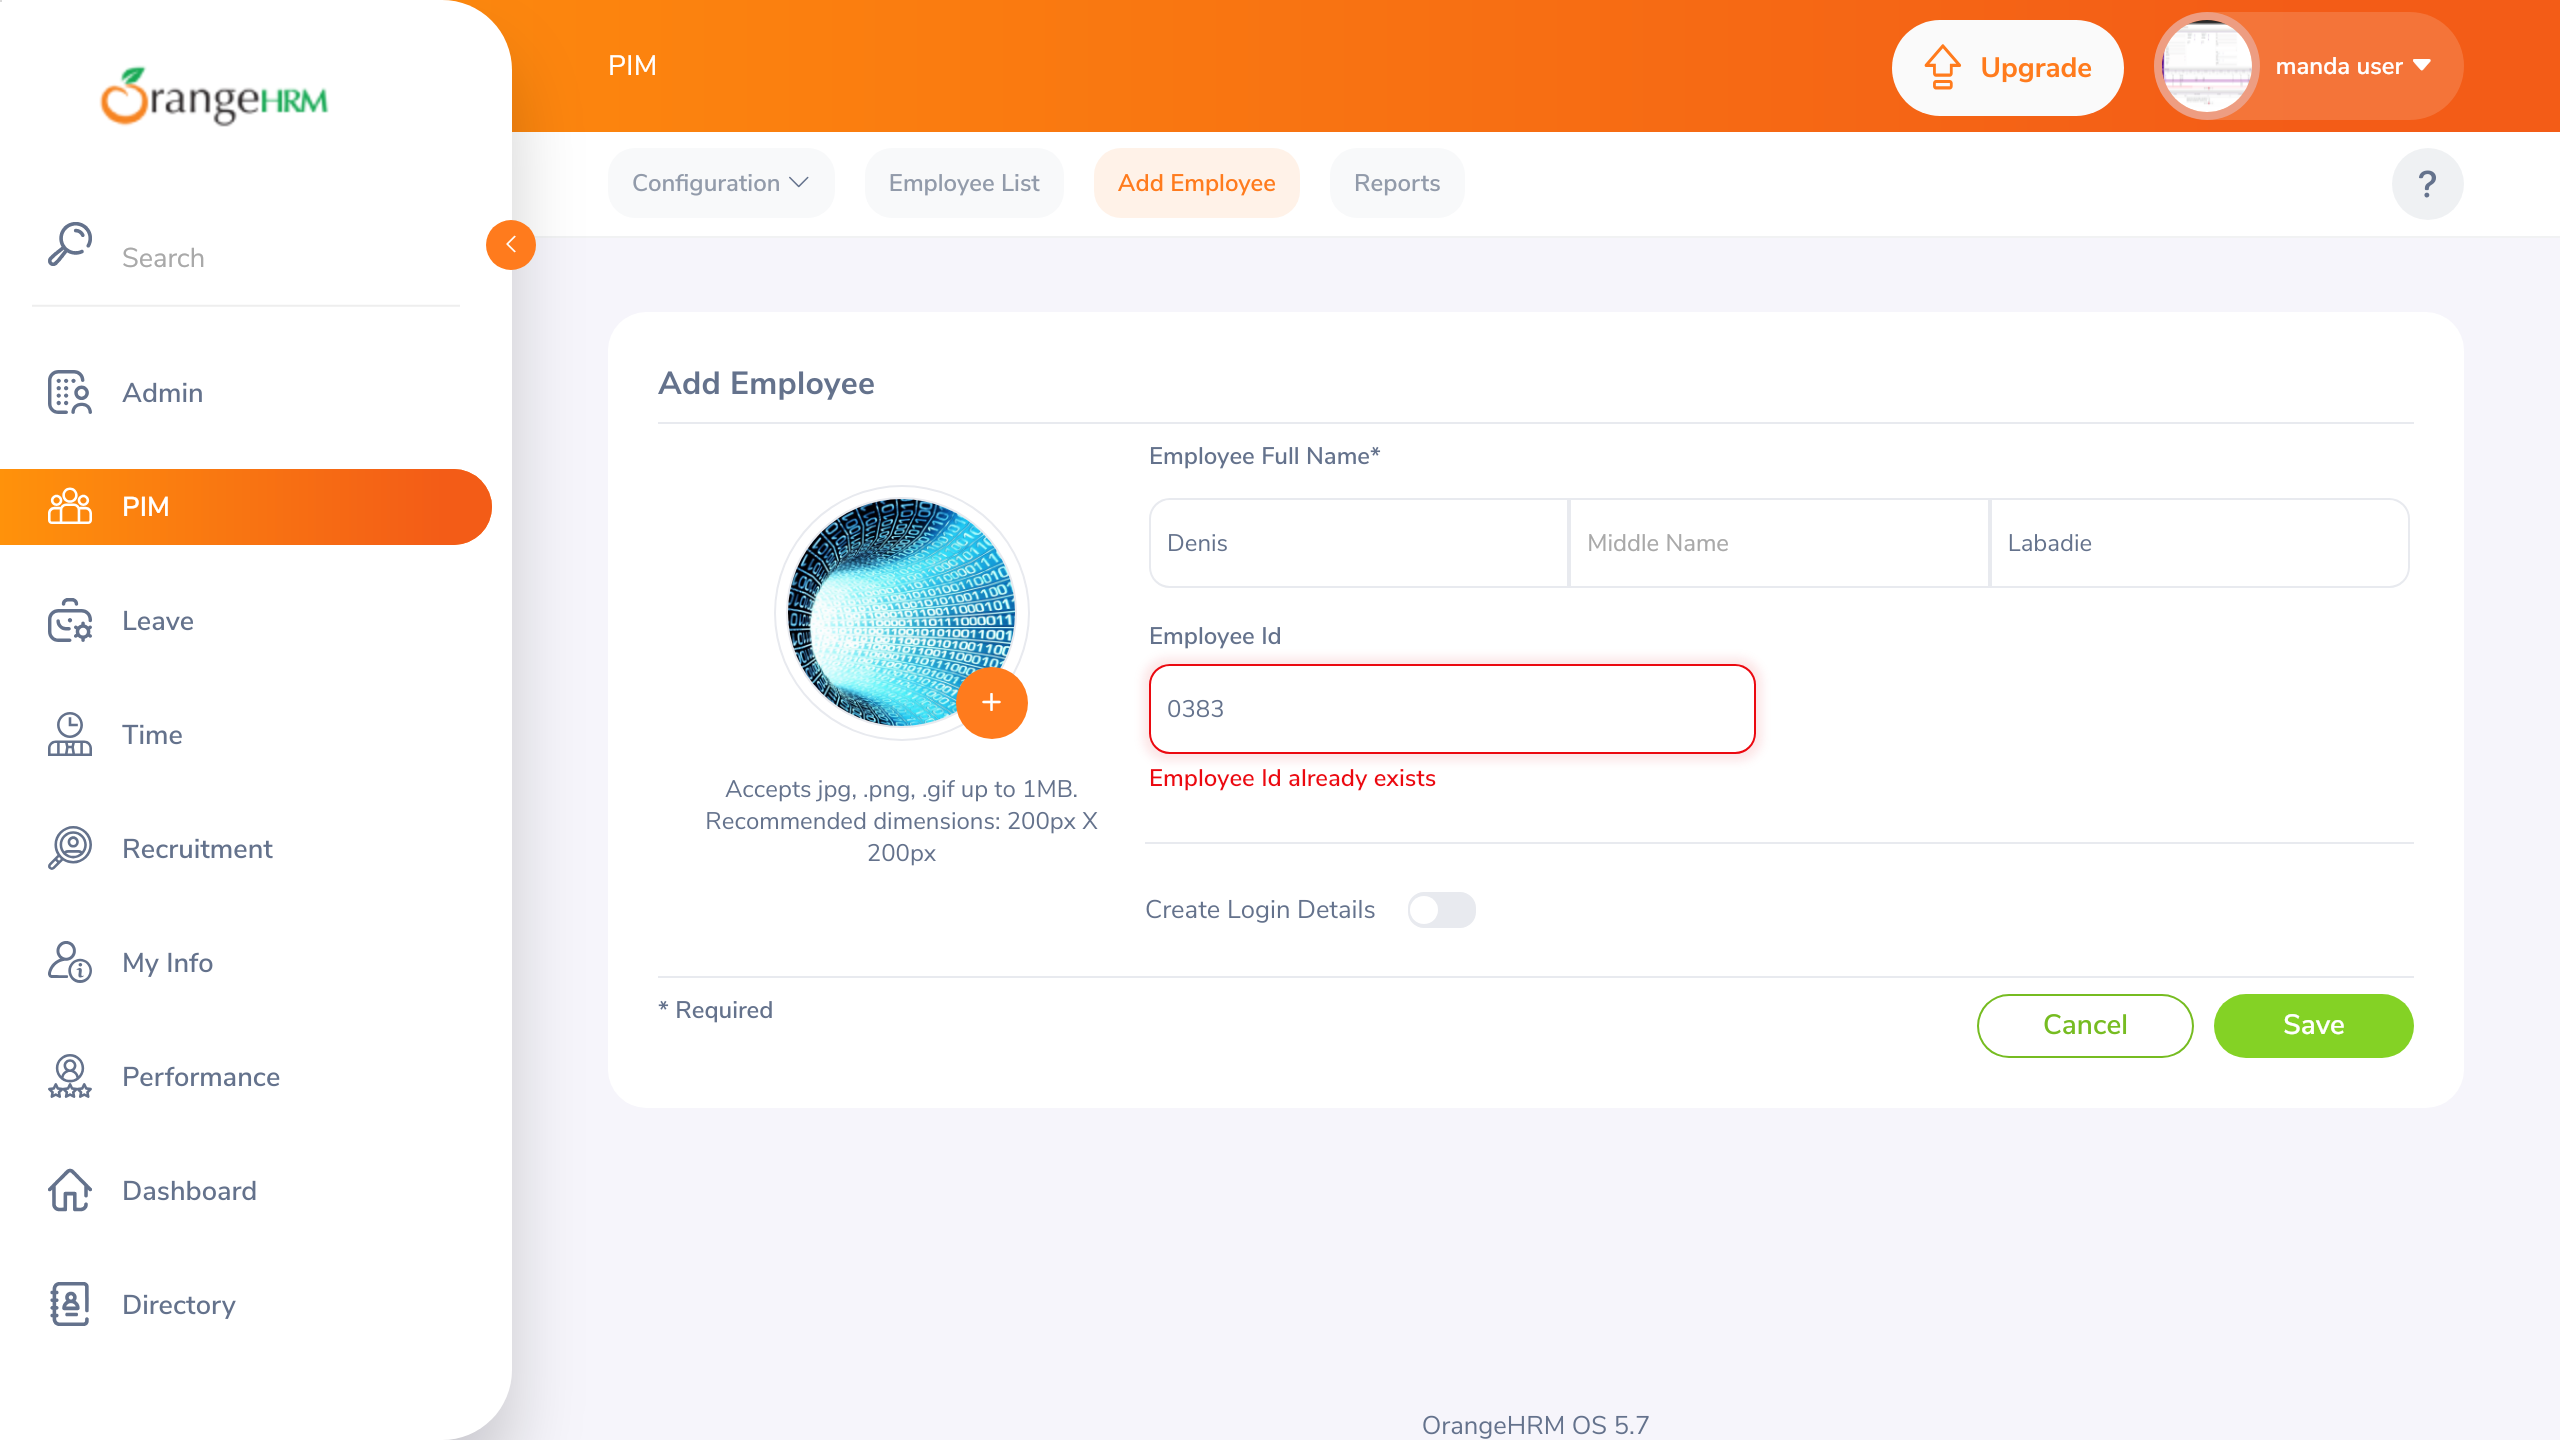 OrangeHRM
PIM
Upgrade
manda user
Configuration
Employee List
Add Employee
Reports
?
Search
Admin
PIM
Leave
Time
Recruitment
My Info
Performance
Dashboard
Directory
Add Employee
Employee Full Name*
Denis
Middle Name
Labadie
Employee Id
0383
Employee Id already exists
Accepts jpg, .png, .gif up to 1MB.
Recommended dimensions: 200px X
200px
Create Login Details
* Required
Cancel
Save
OrangeHRM OS 5.7